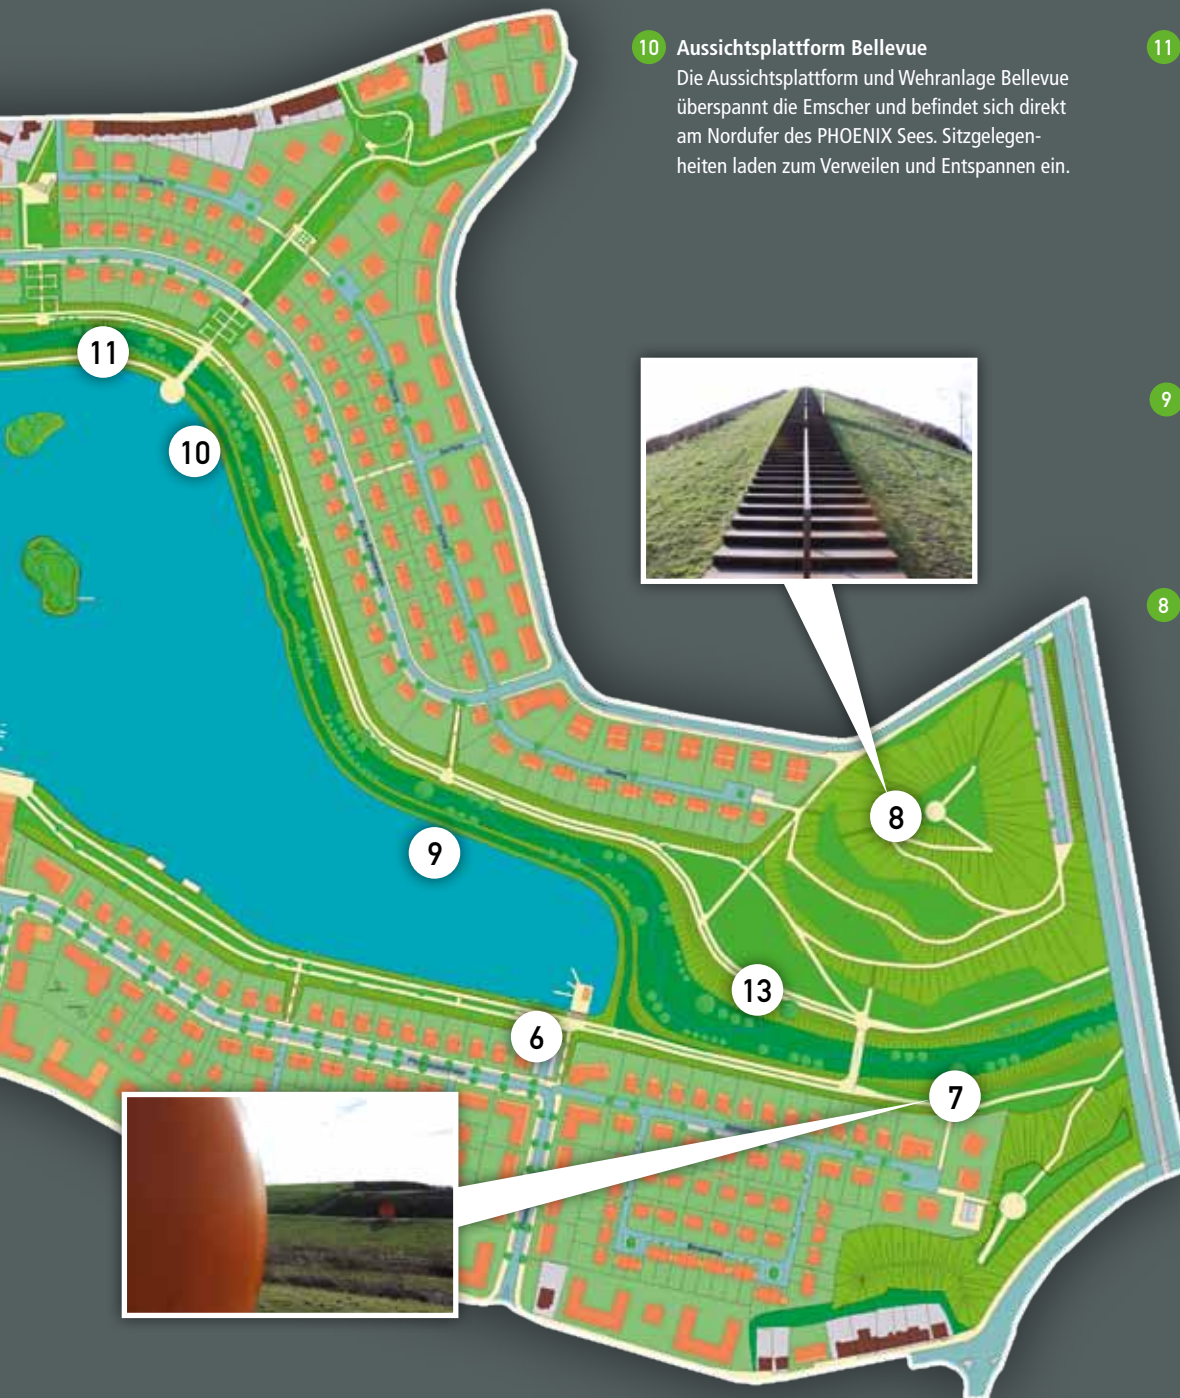 10 Aussichtsplattform Bellevue
Die Aussichtsplattform und Wehranlage Bellevue
überspannt die Emscher und befindet sich direkt
am Nordufer des PHOENIX Sees. Sitzgelegen-
heiten laden zum Verweilen und Entspannen ein.
11
9
8
11
10
8
9
13
6
7